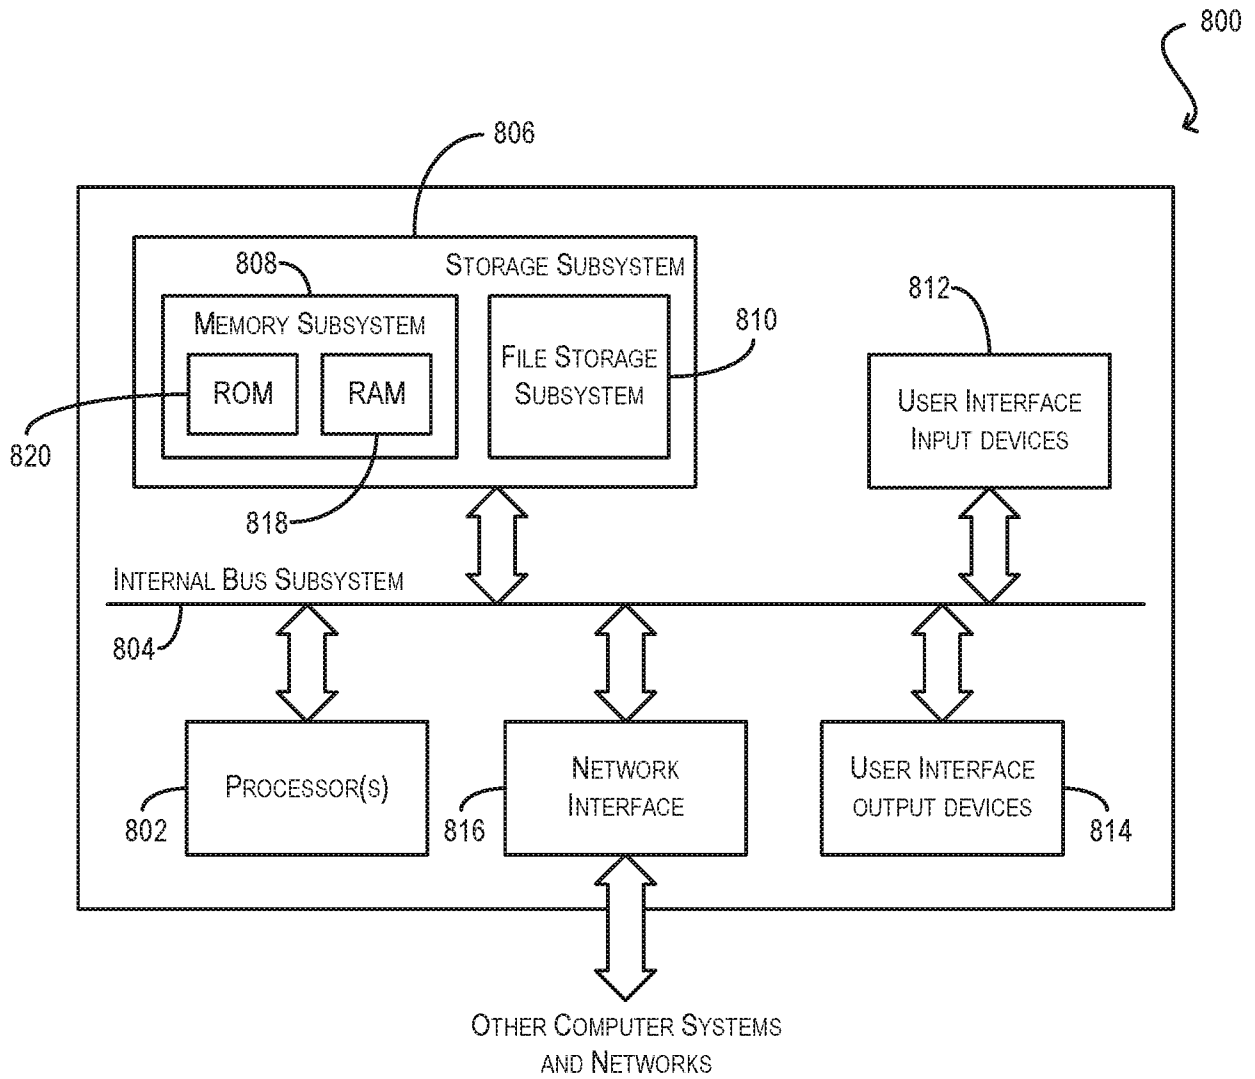 800
806
STORAGE SUBSYSTEM
808
MEMORY SUBSYSTEM
ROM
RAM
FILE STORAGE
SUBSYSTEM
810
812
USER INTERFACE
INPUT DEVICES
820
818
INTERNAL BUS SUBSYSTEM
804
PROCESSOR(S)
802
NETWORK
INTERFACE
816
USER INTERFACE
OUTPUT DEVICES
814
OTHER COMPUTER SYSTEMS
AND NETWORKS